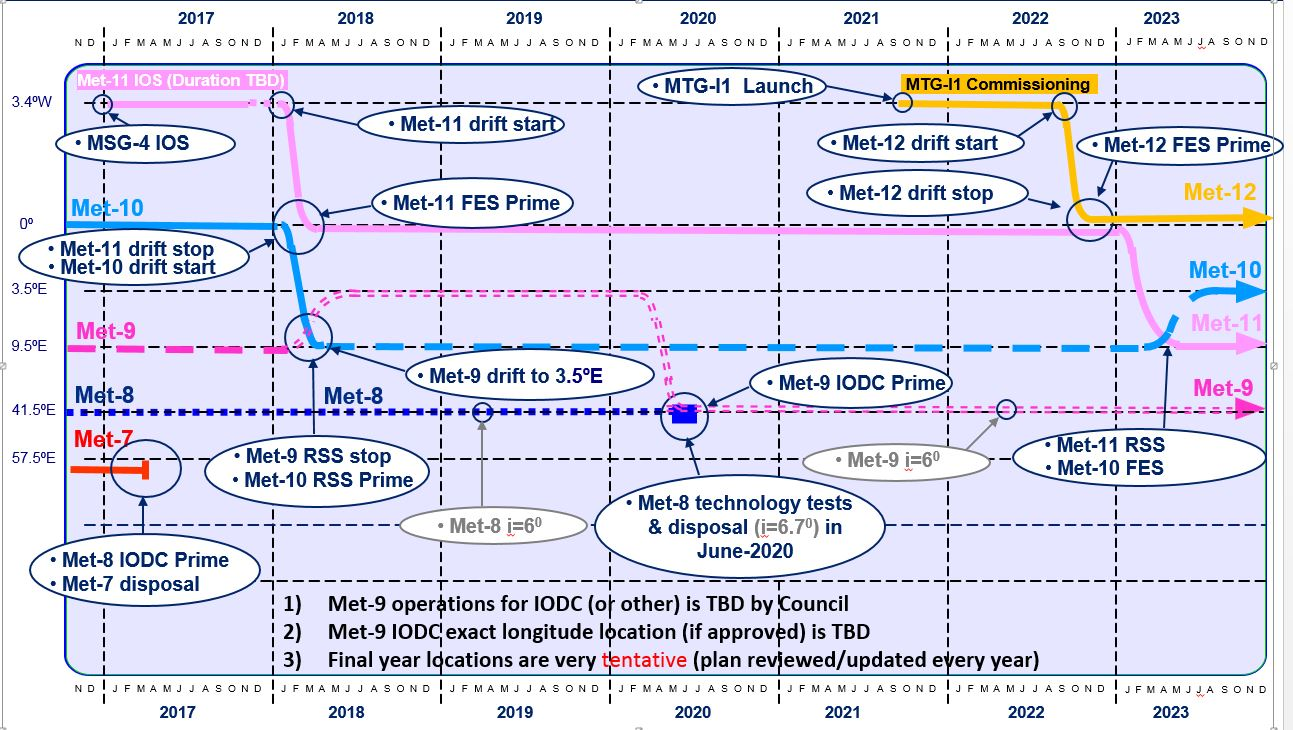 2017 2018 2019 2020 2021 2022 2023
N D J F M A M J J A S O N D J F M A M J J A S O N D J F M A M J J A S O N D J F M A M J J A S O N D J F M A M J J A S O N D J F M A M J J A S O N D J F M A M J J A S O N D
Met-11 IOS (Duration TBD)
• MTG-I1 Launch
MTG-I1 Commissioning
3.4ºW
• MSG-4 IOS
• Met-11 drift start
• Met-12 drift start
• Met-12 FES Prime
• Met-11 FES Prime
• Met-12 drift stop
Met-12
Met-10
0º
• Met-11 drift stop
• Met-10 drift start
Met-10
3.5ºE
Met-9
Met-11
9.5ºE
• Met-9 drift to 3.5ºE
• Met-9 IODC Prime
Met-8
Met-8
Met-9
41.5ºE
Met-7
57.5ºE
• Met-9 RSS stop
• Met-10 RSS Prime
• Met-9 i=6⁰
• Met-11 RSS
• Met-10 FES
• Met-8 i=6⁰
• Met-8 technology tests
& disposal (i=6.7⁰) in
June-2020
• Met-8 IODC Prime
• Met-7 disposal
1) Met-9 operations for IODC (or other) is TBD by Council
2) Met-9 IODC exact longitude location (if approved) is TBD
3) Final year locations are very tentative (plan reviewed/updated every year)
N D J F M A M J J A S O N D J F M A M J J A S O N D J F M A M J J A S O N D J F M A M J J A S O N D J F M A M J J A S O N D J F M A M J J A S O N D J F M A M J J A S O N D
2017 2018 2019 2020 2021 2022 2023